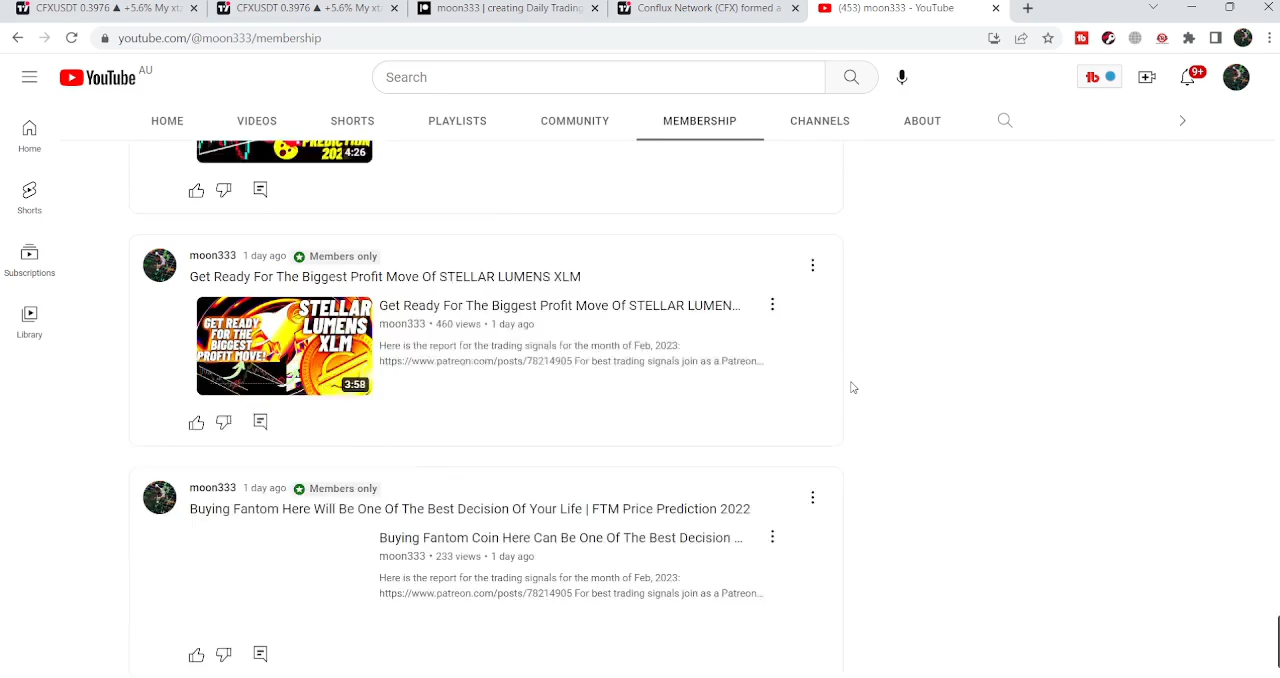 CFXUSDT 0.3976 ▲ +5.6% My xta
CFXUSDT 0.3976 ▲ +5.6% My xta
moon333 | creating Daily Trading
Conflux Network (CFX) formed a
(453) moon333 - YouTube
youtube.com/@moon333/membership
YouTube AU
Search
9+
HOME
VIDEOS
SHORTS
PLAYLISTS
COMMUNITY
MEMBERSHIP
CHANNELS
ABOUT
Home
Shorts
Subscriptions
Library
PREDICTION
202
4:26
moon333 1 day ago Members only
Get Ready For The Biggest Profit Move Of STELLAR LUMENS XLM
GET READY
FOR THE
BIGGEST
PROFIT MOVE!
STELLAR
LUMENS
XLM
3:58
Get Ready For The Biggest Profit Move Of STELLAR LUMEN...
moon333 • 460 views • 1 day ago
Here is the report for the trading signals for the month of Feb, 2023:
https://www.patreon.com/posts/78214905 For best trading signals join as a Patreon...
moon333 1 day ago Members only
Buying Fantom Here Will Be One Of The Best Decision Of Your Life | FTM Price Prediction 2022
Buying Fantom Coin Here Can Be One Of The Best Decision ...
moon333 • 233 views • 1 day ago
Here is the report for the trading signals for the month of Feb, 2023:
https://www.patreon.com/posts/78214905 For best trading signals join as a Patreon...